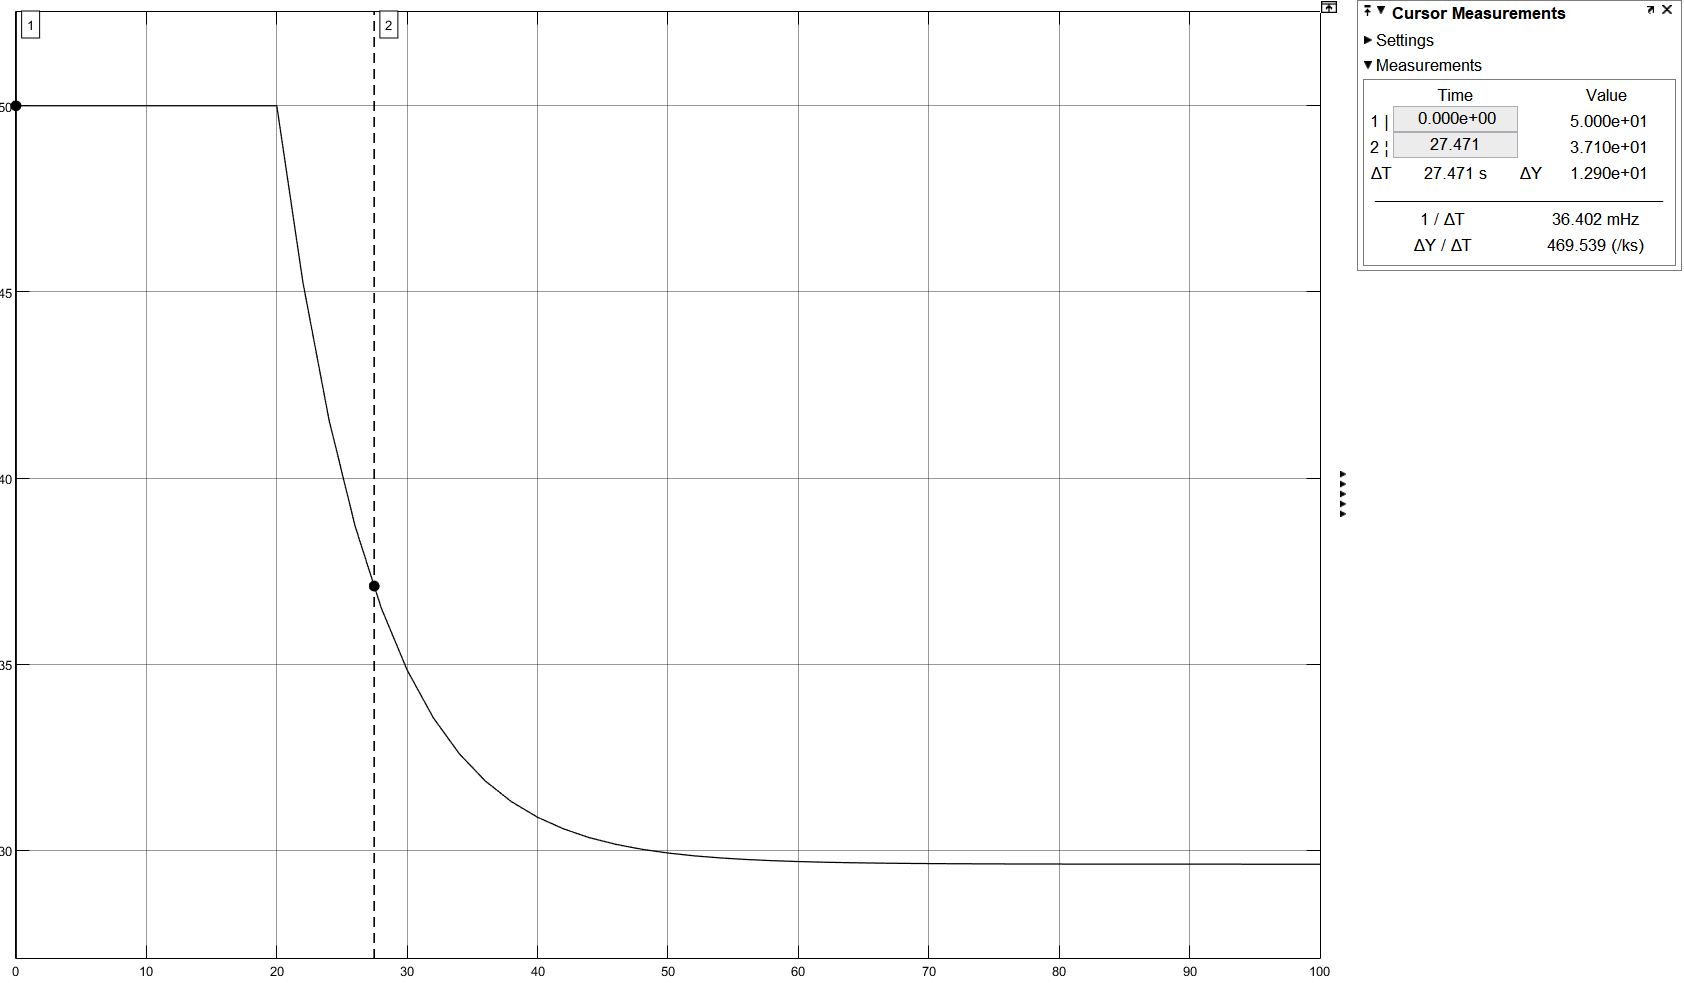 1
2
50
45
40
35
30
0 10 20 30 40 50 60 70 80 90 100
Cursor Measurements
Settings
Measurements
Time Value
1 | 0.000e+00 5.000e+01
2 ¦ 27.471 3.710e+01
ΔT 27.471 s ΔY 1.290e+01
1 / ΔT 36.402 mHz
ΔY / ΔT 469.539 (/ks)